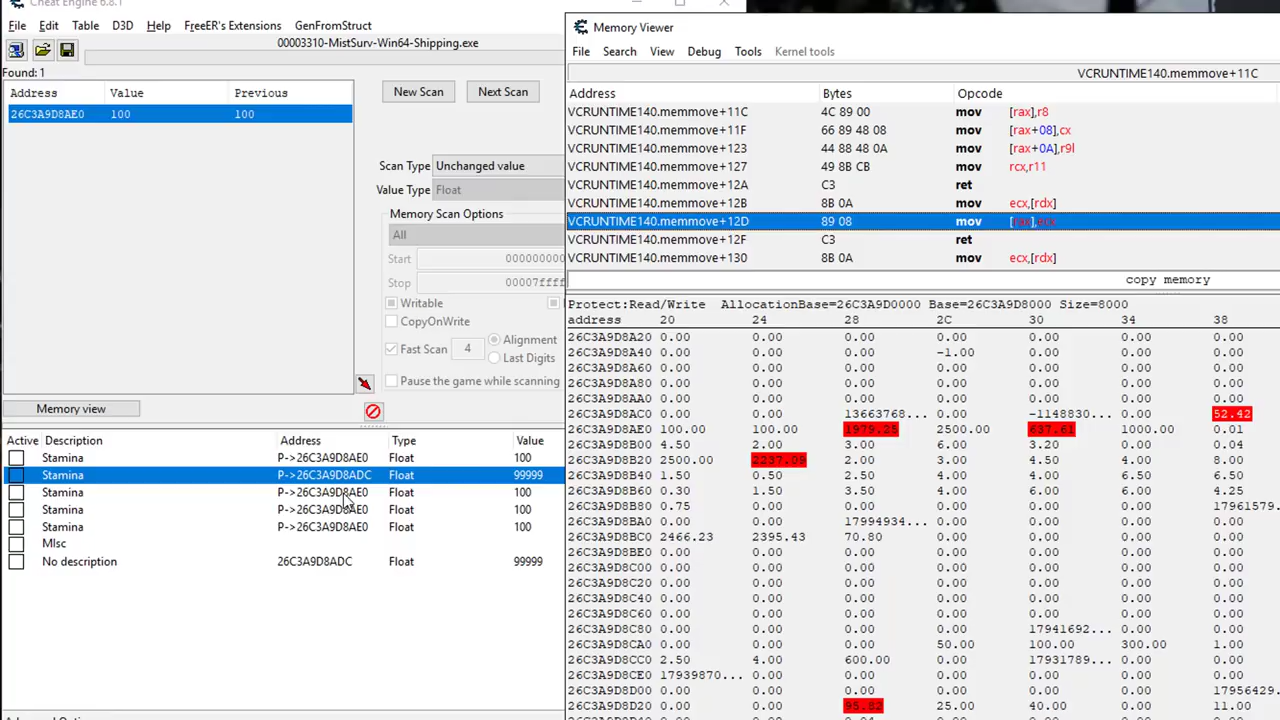 Cheat Engine 6.8.1
File Edit Table D3D Help FreeER's Extensions GenFromStruct
00003310-MistSurv-Win64-Shipping.exe
Found: 1
Address Value Previous
26C3A9D8AE0 100 100
New Scan Next Scan
Scan Type Unchanged value
Value Type Float
Memory Scan Options
All
Start 000000000
Stop 00007ffff
Writable
CopyOnWrite
Fast Scan 4 Alignment
Last Digits
Pause the game while scanning
Memory view
Active Description Address Type Value
Stamina P->26C3A9D8AE0 Float 100
Stamina P->26C3A9D8ADC Float 99999
Stamina P->26C3A9D8AE0 Float 100
Stamina P->26C3A9D8AE0 Float 100
Stamina P->26C3A9D8AE0 Float 100
MIsc
No description 26C3A9D8ADC Float 99999
Memory Viewer
File Search View Debug Tools Kernel tools
VCRUNTIME140.memmove+11C
Address Bytes Opcode
VCRUNTIME140.memmove+11C 4C 89 00 mov [rax],r8
VCRUNTIME140.memmove+11F 66 89 48 08 mov [rax+08],cx
VCRUNTIME140.memmove+123 44 88 48 0A mov [rax+0A],r9l
VCRUNTIME140.memmove+127 49 8B CB mov rcx,r11
VCRUNTIME140.memmove+12A C3 ret
VCRUNTIME140.memmove+12B 8B 0A mov ecx,[rdx]
VCRUNTIME140.memmove+12D 89 08 mov [rax],ecx
VCRUNTIME140.memmove+12F C3 ret
VCRUNTIME140.memmove+130 8B 0A mov ecx,[rdx]
copy memory
Protect:Read/Write AllocationBase=26C3A9D0000 Base=26C3A9D8000 Size=8000
address 20 24 28 2C 30 34 38
26C3A9D8A20 0.00 0.00 0.00 0.00 0.00 0.00 0.00
26C3A9D8A40 0.00 0.00 0.00 -1.00 0.00 0.00 0.00
26C3A9D8A60 0.00 0.00 0.00 0.00 0.00 0.00 0.00
26C3A9D8A80 0.00 0.00 0.00 0.00 0.00 0.00 0.00
26C3A9D8AA0 0.00 0.00 0.00 0.00 0.00 0.00 0.00
26C3A9D8AC0 0.00 0.00 13663768... 0.00 -1148830... 0.00 52.42
26C3A9D8AE0 100.00 100.00 1979.25 2500.00 637.61 1000.00 0.01
26C3A9D8B00 4.50 2.00 3.00 6.00 3.20 0.00 0.04
26C3A9D8B20 2500.00 2237.09 2.00 3.00 4.50 4.00 8.00
26C3A9D8B40 1.50 0.50 2.50 4.00 4.00 6.50 6.50
26C3A9D8B60 0.30 1.50 3.50 4.00 6.00 6.00 4.25
26C3A9D8B80 0.75 0.00 0.00 0.00 0.00 0.00 17961579...
26C3A9D8BA0 0.00 0.00 17994934... 0.00 0.00 0.00 0.00
26C3A9D8BC0 2466.23 2395.43 70.80 0.00 0.00 0.00 0.00
26C3A9D8BE0 0.00 0.00 0.00 0.00 0.00 0.00 0.00
26C3A9D8C00 0.00 0.00 0.00 0.00 0.00 0.00 0.00
26C3A9D8C20 0.00 0.00 0.00 0.00 0.00 0.00 0.00
26C3A9D8C40 0.00 0.00 0.00 0.00 0.00 0.00 0.00
26C3A9D8C60 0.00 0.00 0.00 0.00 0.00 0.00 0.00
26C3A9D8C80 0.00 0.00 0.00 0.00 17941692... 0.00 0.00
26C3A9D8CA0 0.00 0.00 0.00 50.00 100.00 300.00 1.00
26C3A9D8CC0 2.50 4.00 600.00 0.00 17931789... 0.00 0.00
26C3A9D8CE0 17939870... 0.00 0.00 0.00 0.00 0.00 0.00
26C3A9D8D00 0.00 0.00 0.00 0.00 0.00 0.00 17956429...
26C3A9D8D20 0.00 0.00 95.82 25.00 40.00 0.00 11.00